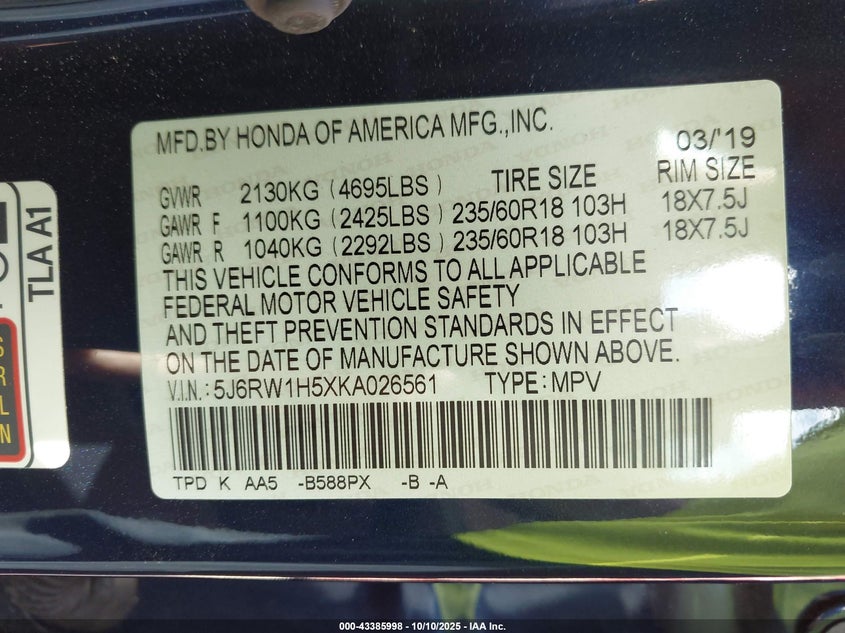 MFD.BY HONDA OF AMERICA MFG.,INC.
03/'19
GVWR 2130KG (4695LBS) TIRE SIZE RIM SIZE
GAWR F 1100KG (2425LBS) 235/60R18 103H 18X7.5J
GAWR R 1040KG (2292LBS) 235/60R18 103H 18X7.5J
THIS VEHICLE CONFORMS TO ALL APPLICABLE
FEDERAL MOTOR VEHICLE SAFETY
AND THEFT PREVENTION STANDARDS IN EFFECT
ON THE DATE OF MANUFACTURE SHOWN ABOVE.
V.I.N.: 5J6RW1H5XKA026561 TYPE: MPV
TPD K AA5 -B588PX -B -A
TLA A1
000-43385998 - 10/10/2025 - IAA Inc.